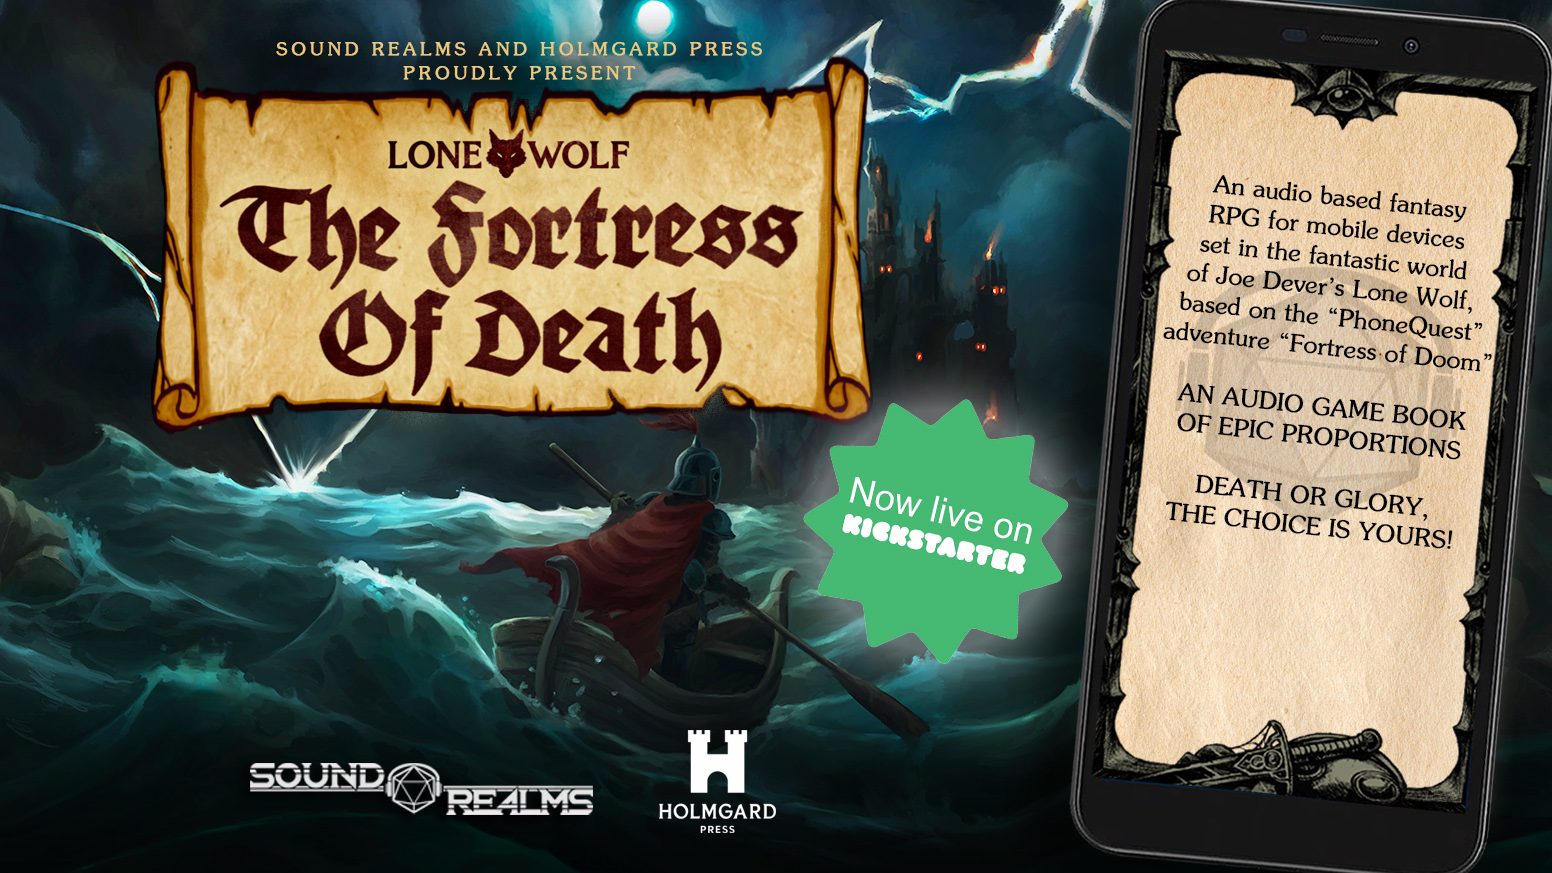 SOUND REALMS AND HOLMGARD PRESS
PROUDLY PRESENT
LONE WOLF
The Fortress
Of Death
Now live on
KICKSTARTER
SOUND REALMS
HOLMGARD
PRESS
An audio based fantasy
RPG for mobile devices
set in the fantastic world
of Joe Dever's Lone Wolf,
based on the “PhoneQuest”
adventure “Fortress of Doom”
AN AUDIO GAME BOOK
OF EPIC PROPORTIONS
DEATH OR GLORY,
THE CHOICE IS YOURS!